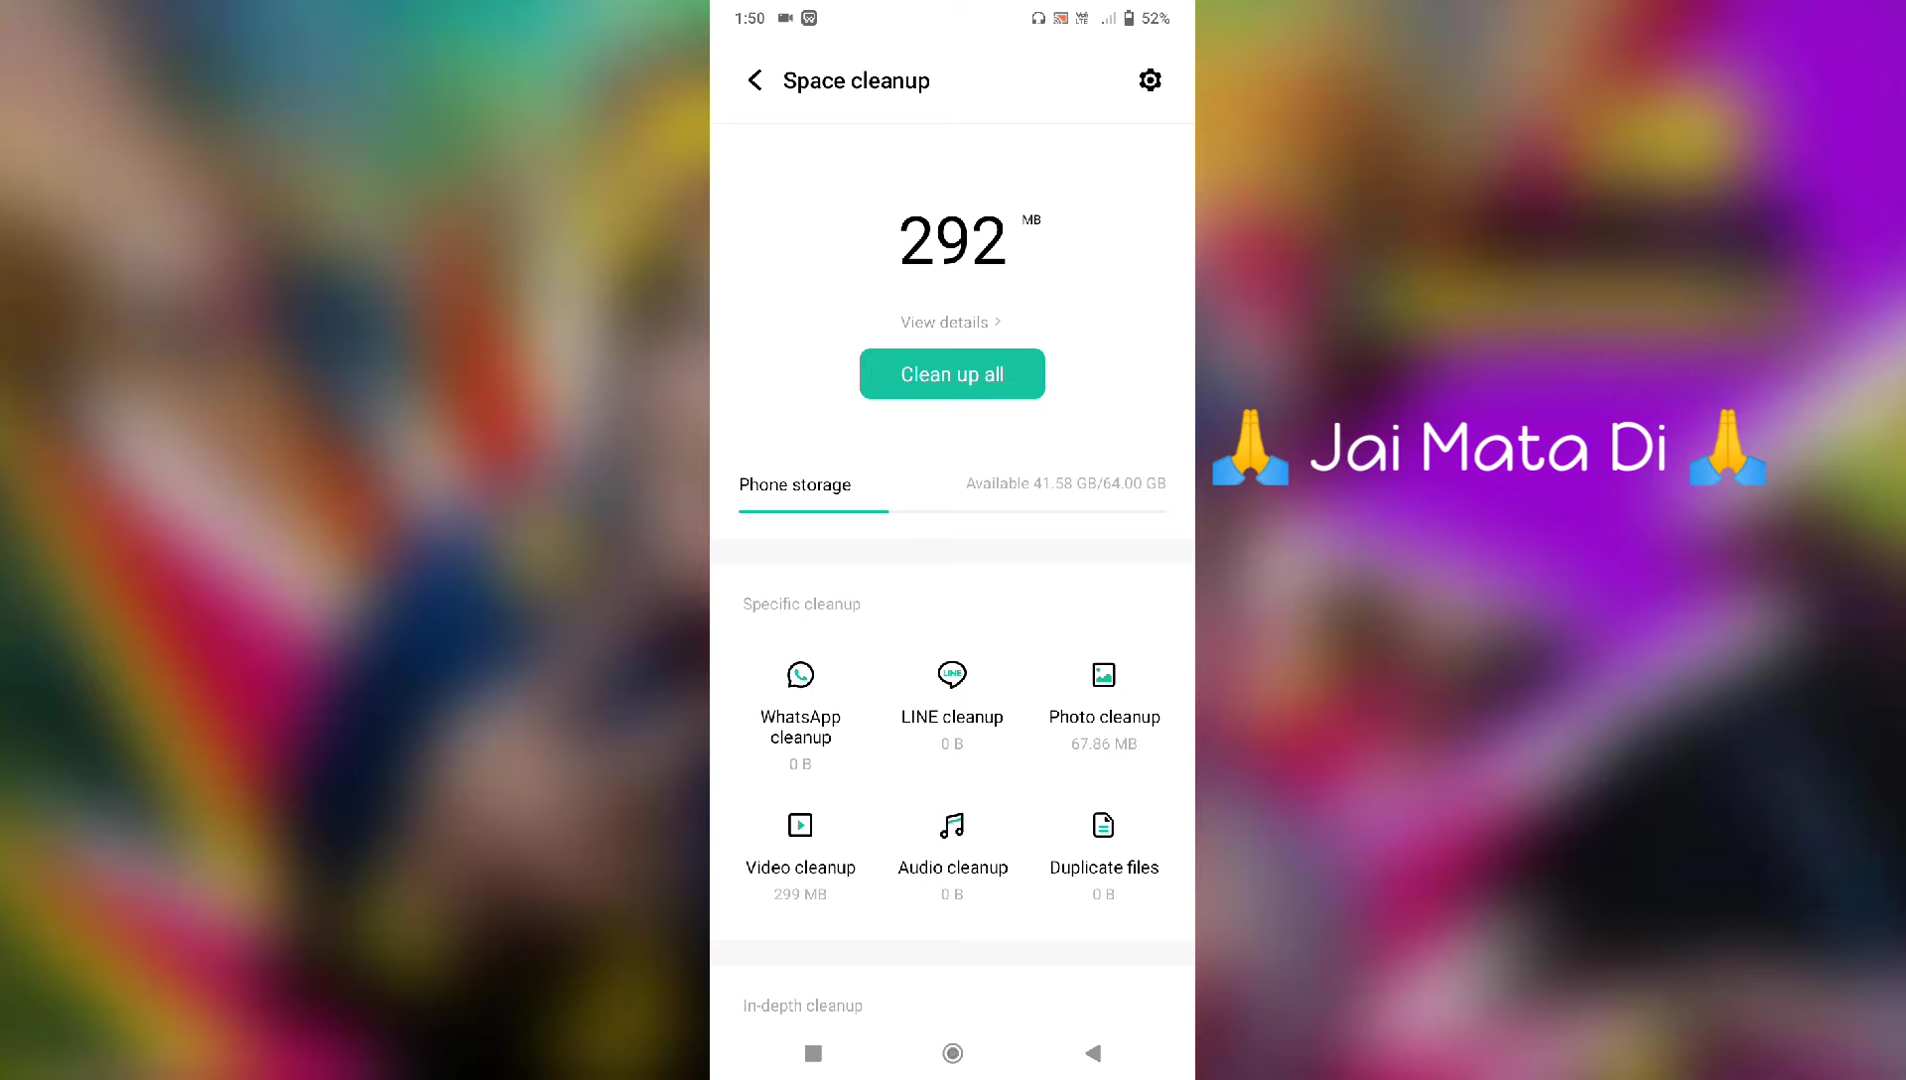 1:50
52%
Space cleanup
292 MB
View details >
Clean up all
Phone storage
Available 41.58 GB/64.00 GB
Specific cleanup
WhatsApp
cleanup
0 B
LINE
LINE cleanup
0 B
Photo cleanup
67.86 MB
Video cleanup
299 MB
Audio cleanup
0 B
Duplicate files
0 B
In-depth cleanup
🙏 Jai Mata Di 🙏